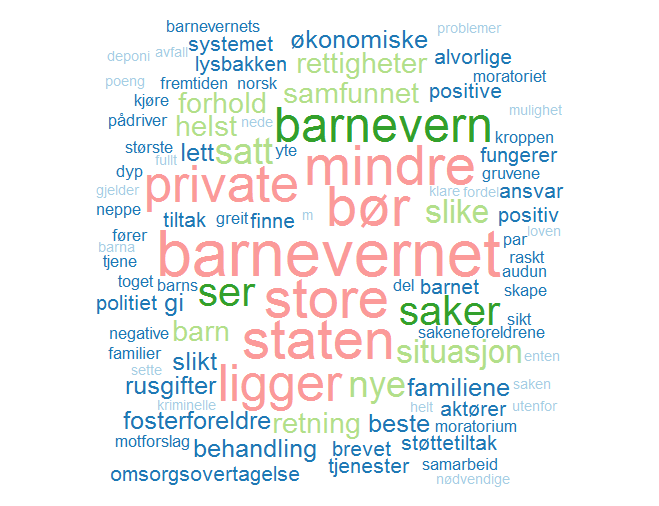 barnevernets problemer
systemet økonomiske
deponi avfall lysbakken rettigheter alvorlige
poeng fremtiden norsk samfunnet positive moratoriet
kjøre forhold mulighet
pådriver helst nede barnevern kroppen
største lett satt yte mindre fungerer
fullt
dyp private gruvene
gjelder klare fordel ansvar
neppe tiltak greit finne m bør slike positiv
fører loven
barna barnevernet par
tjene raskt
toget barns ser store del barnet audun
skape
politiet gi saker sikt
negative barn staten sakene foreldrene
familier situasjon enten
sette slikt
rusgifter ligger nye familiene saken
kriminelle helt aktører utenfor
fosterforeldre retning beste moratorium
motforslag behandling brevet støttetiltak
omsorgsovertagelse tjenester samarbeid
nødvendige